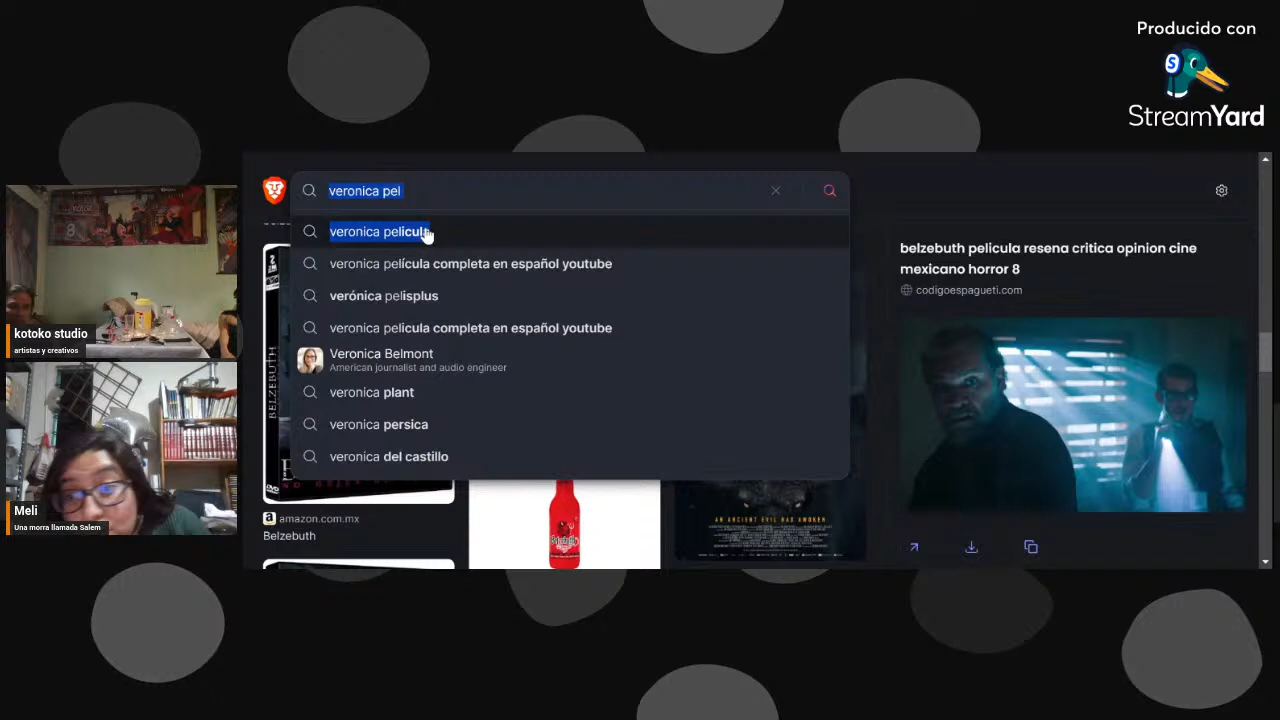 Producido con
StreamYard
kotoko studio
artistas y creativos
Meli
Una morra llamada Salem
veronica pel
veronica pelicula
veronica película completa en español youtube
verónica pelisplus
veronica pelicula completa en español youtube
Veronica Belmont
American journalist and audio engineer
veronica plant
veronica persica
veronica del castillo
BELZEBUTH
DVD
amazon.com.mx
Belzebuth
AN ANCIENT EVIL HAS AWOKEN
belzebuth pelicula resena critica opinion cine
mexicano horror 8
codigoespagueti.com